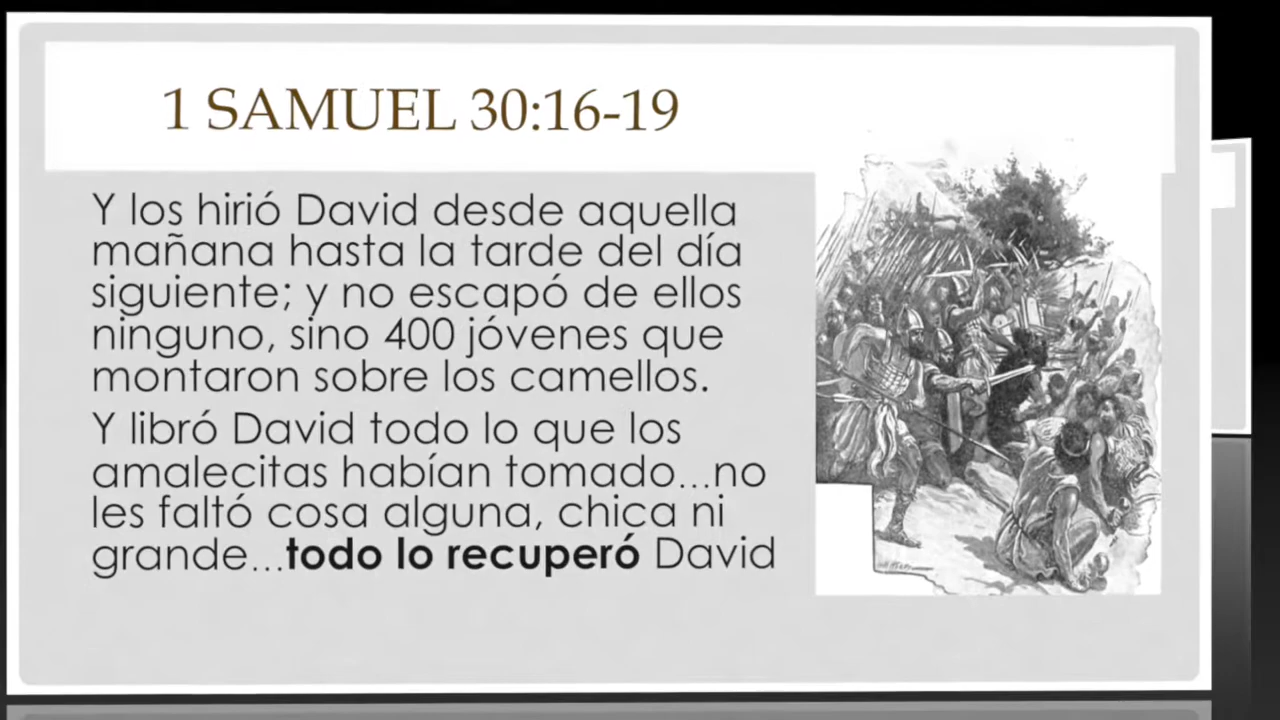 1 SAMUEL 30:16-19
Y los hirió David desde aquella
mañana hasta la tarde del día
siguiente; y no escapó de ellos
ninguno, sino 400 jóvenes que
montaron sobre los camellos.
Y libró David todo lo que los
amalecitas habían tomado...no
les faltó cosa alguna, chica ni
grande...todo lo recuperó David